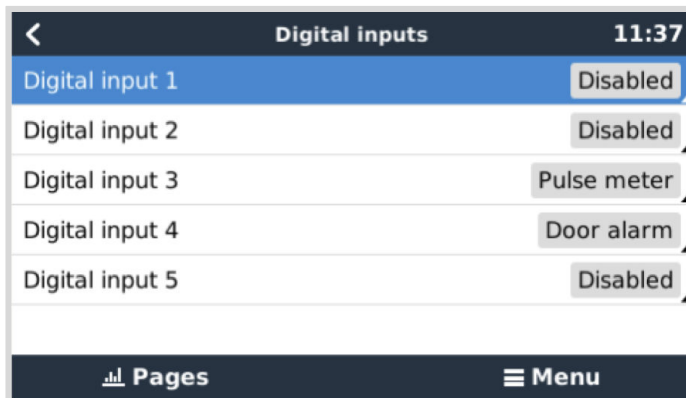 Digital inputs 11:37
Digital input 1 Disabled
Digital input 2 Disabled
Digital input 3 Pulse meter
Digital input 4 Door alarm
Digital input 5 Disabled
Pages Menu